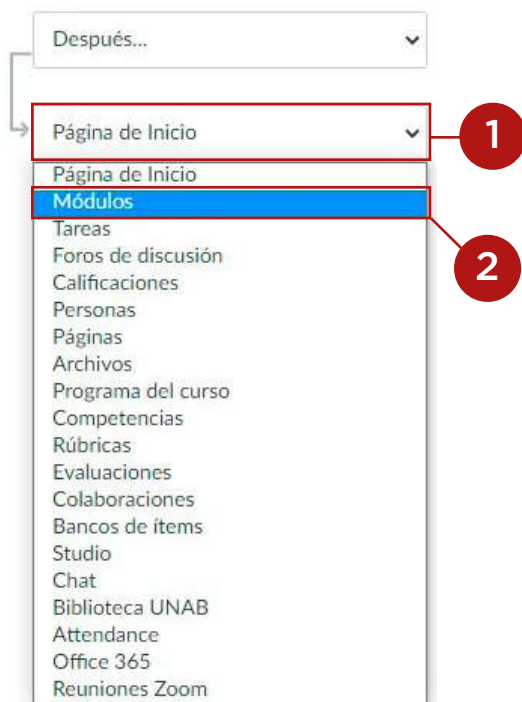 Después...
Página de Inicio
1
Página de Inicio
Módulos
2
Tareas
Foros de discusión
Calificaciones
Personas
Páginas
Archivos
Programa del curso
Competencias
Rúbricas
Evaluaciones
Colaboraciones
Bancos de ítems
Studio
Chat
Biblioteca UNAB
Attendance
Office 365
Reuniones Zoom